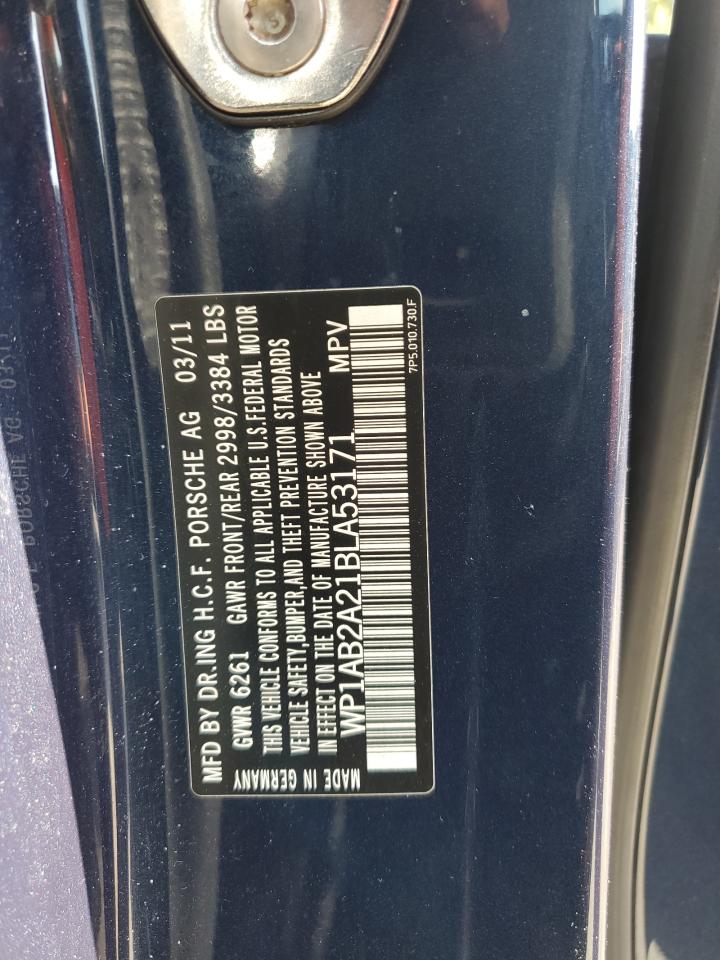 MFD BY DR.ING H.C.F. PORSCHE AG 03/11
GVWR 6261 GAWR FRONT/REAR 2998/3384 LBS
THIS VEHICLE CONFORMS TO ALL APPLICABLE U.S.FEDERAL MOTOR
VEHICLE SAFETY,BUMPER,AND THEFT PREVENTION STANDARDS
IN EFFECT ON THE DATE OF MANUFACTURE SHOWN ABOVE
WP1AB2A21BLA53171 MPV
MADE IN GERMANY
7P5.010.730.F